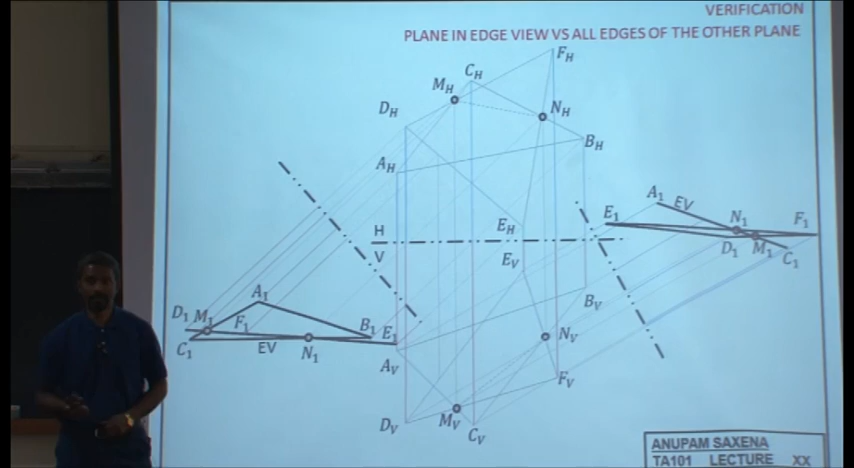 VERIFICATION
PLANE IN EDGE VIEW VS ALL EDGES OF THE OTHER PLANE
F_H
C_H
M_H
D_H
N_H
B_H
A_H
E_H
H
V
E_V
A_1
EV
E_1
N_1
F_1
D_1
M_1
C_1
B_V
A_1
D_1
M_1
F_1
B_1
E_1
C_1
EV
N_1
A_V
N_V
F_V
D_V
M_V
C_V
ANUPAM SAXENA
TA101 LECTURE XX